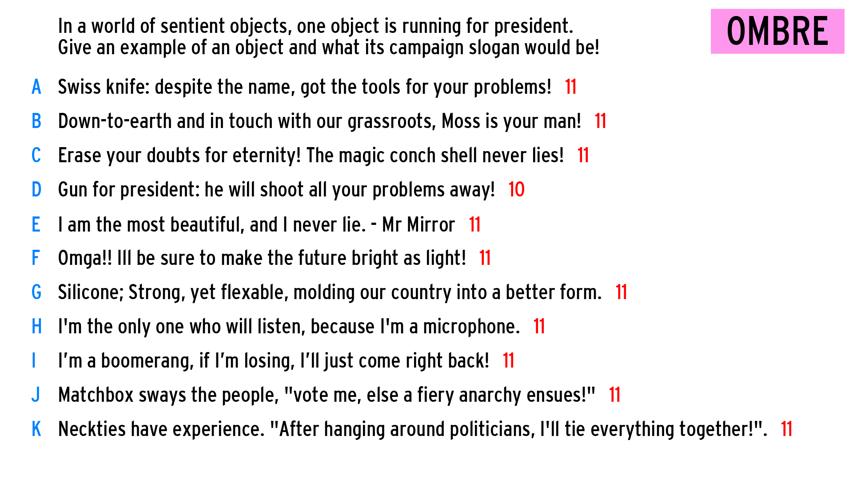 In a world of sentient objects, one object is running for president.
Give an example of an object and what its campaign slogan would be!
OMBRE
A Swiss knife: despite the name, got the tools for your problems! 11
B Down-to-earth and in touch with our grassroots, Moss is your man! 11
C Erase your doubts for eternity! The magic conch shell never lies! 11
D Gun for president: he will shoot all your problems away! 10
E I am the most beautiful, and I never lie. - Mr Mirror 11
F Omga!! Ill be sure to make the future bright as light! 11
G Silicone; Strong, yet flexable, molding our country into a better form. 11
H I'm the only one who will listen, because I'm a microphone. 11
I I’m a boomerang, if I’m losing, I’ll just come right back! 11
J Matchbox sways the people, "vote me, else a fiery anarchy ensues!" 11
K Neckties have experience. "After hanging around politicians, I'll tie everything together!". 11